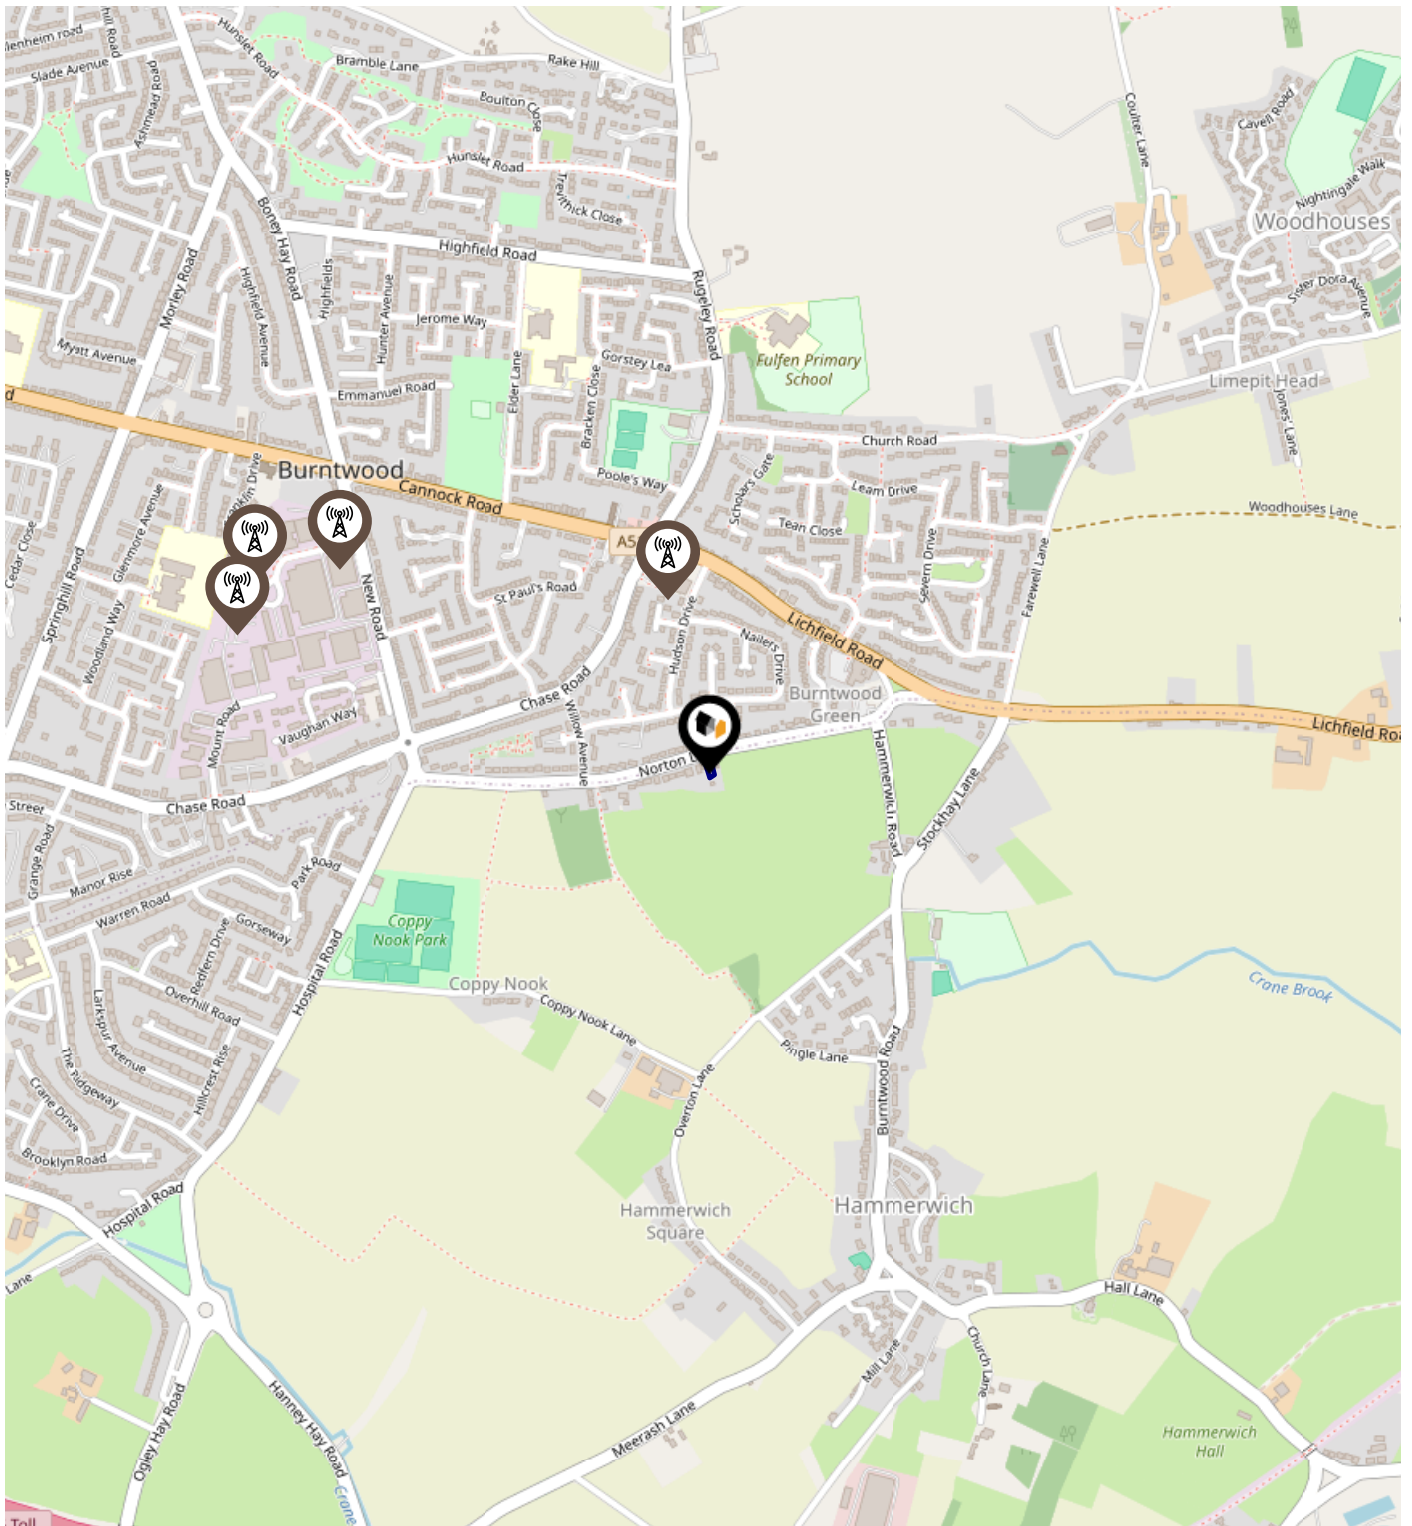 Hunslet Road
Bramble Lane
Rake Hill
Slade Avenue
Ashmead Road
Boulton Close
Hunslet Road
Trevithick Close
Coulter Lane
Cavell Road
Nightingale Walk
Woodhouses
Sister Dora Avenue
Boney Hay Road
Highfield Road
Morley Road
Highfields
Highfield Avenue
Hunter Avenue
Jerome Way
Rugeley Road
Myatt Avenue
Gorstey Lea
Fulfen Primary
School
Emmanuel Road
Elder Lane
Bracken Close
Limepit Head
Jones Lane
Church Road
Burntwood
Cannock Road
Poole's Way
Scholars Gate
Leam Drive
Tean Close
Woodhouses Lane
Cedar Close
Springhill Road
Glenmore Avenue
Woodland Way
New Road
St Paul's Road
Severn Drive
Farewell Lane
Hudson Drive
Nailers Drive
Lichfield Road
Chase Road
Willow Avenue
Burntwood
Green
Mount Road
Vaughan Way
Norton
Hammerwich Road
Stockhay Lane
Chase Road
Street
Grange Road
Manor Rise
Park Road
Warren Road
Gorseway
Redfern Drive
Coppy
Nook Park
Hospital Road
Overhill Road
Larkspur Avenue
Coppy Nook
Coppy Nook Lane
Crane Brook
Pingle Lane
Burntwood Road
The Ridgeway
Hillcrest Rise
Crane Drive
Overton Lane
Brooklyn Road
Hospital Road
Hammerwich
Square
Hammerwich
Lane
Hall Lane
Church Lane
Mill Lane
Ogley Hay Road
Hanney Hay Road
Meerash Lane
Hammerwich
Hall
Crane
Toll